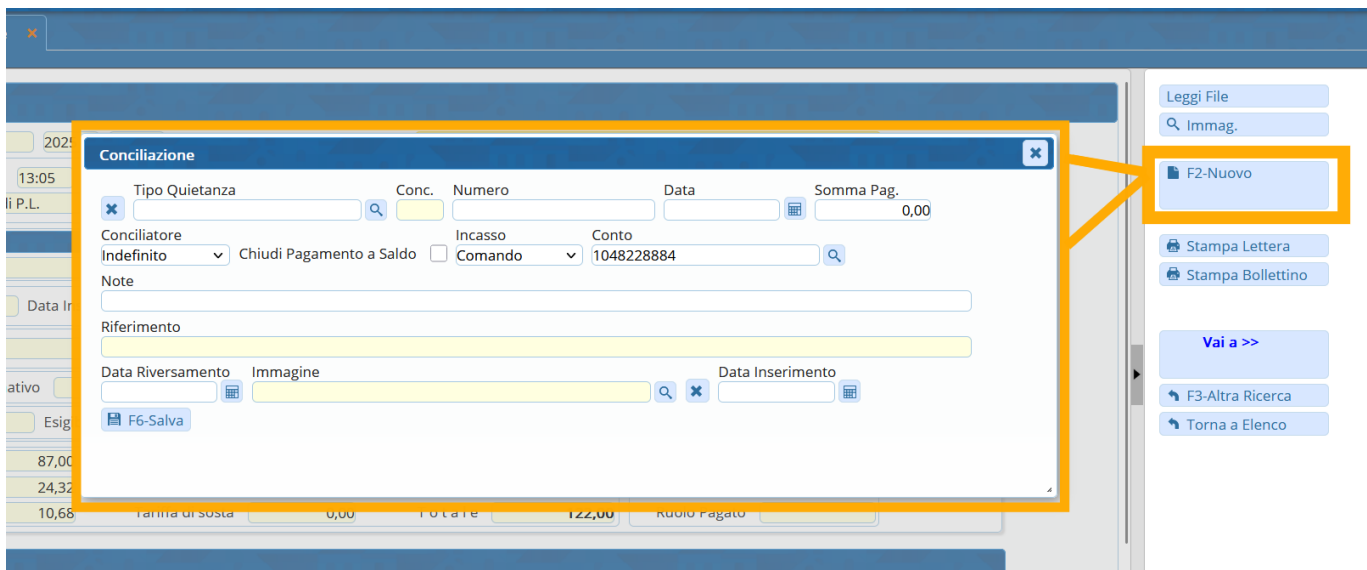 Leggi File
Immag.
2025
Conciliazione
13:05
F2-Nuovo
Tipo Quietanza Conc. Numero Data Somma Pag.
di P.L.
0,00
Conciliatore Incasso Conto
Stampa Lettera
Indefinito Chiudi Pagamento a Saldo Comando 1048228884
Note
Stampa Bollettino
Data In
Riferimento
Vai a >>
Data Riversamento Immagine Data Inserimento
ativo
F3-Altra Ricerca
F6-Salva
Esig
Torna a Elenco
87,00
24,32
10,68 Tariffa di sosta 0,00 T o t a l e 122,00 Ruolo Pagato